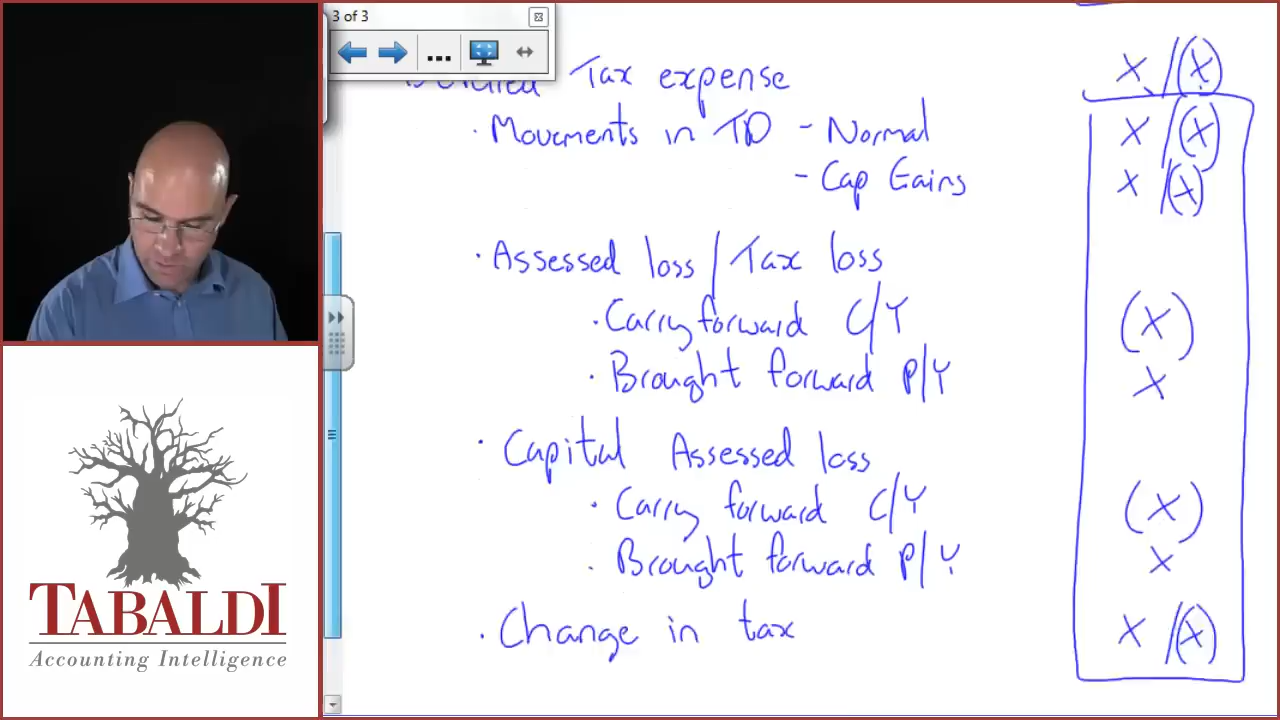 3 of 3
Tax expense X /(X)
· Movements in TD - Normal X /(X)
- Cap Gains X /(X)
· Assessed loss / Tax loss
· Carry forward C/Y (X)
· Brought forward P/Y X
· Capital Assessed loss
· Carry forward C/Y (X)
· Brought forward P/Y X
· Change in tax X /(X)
TABALDI
Accounting Intelligence